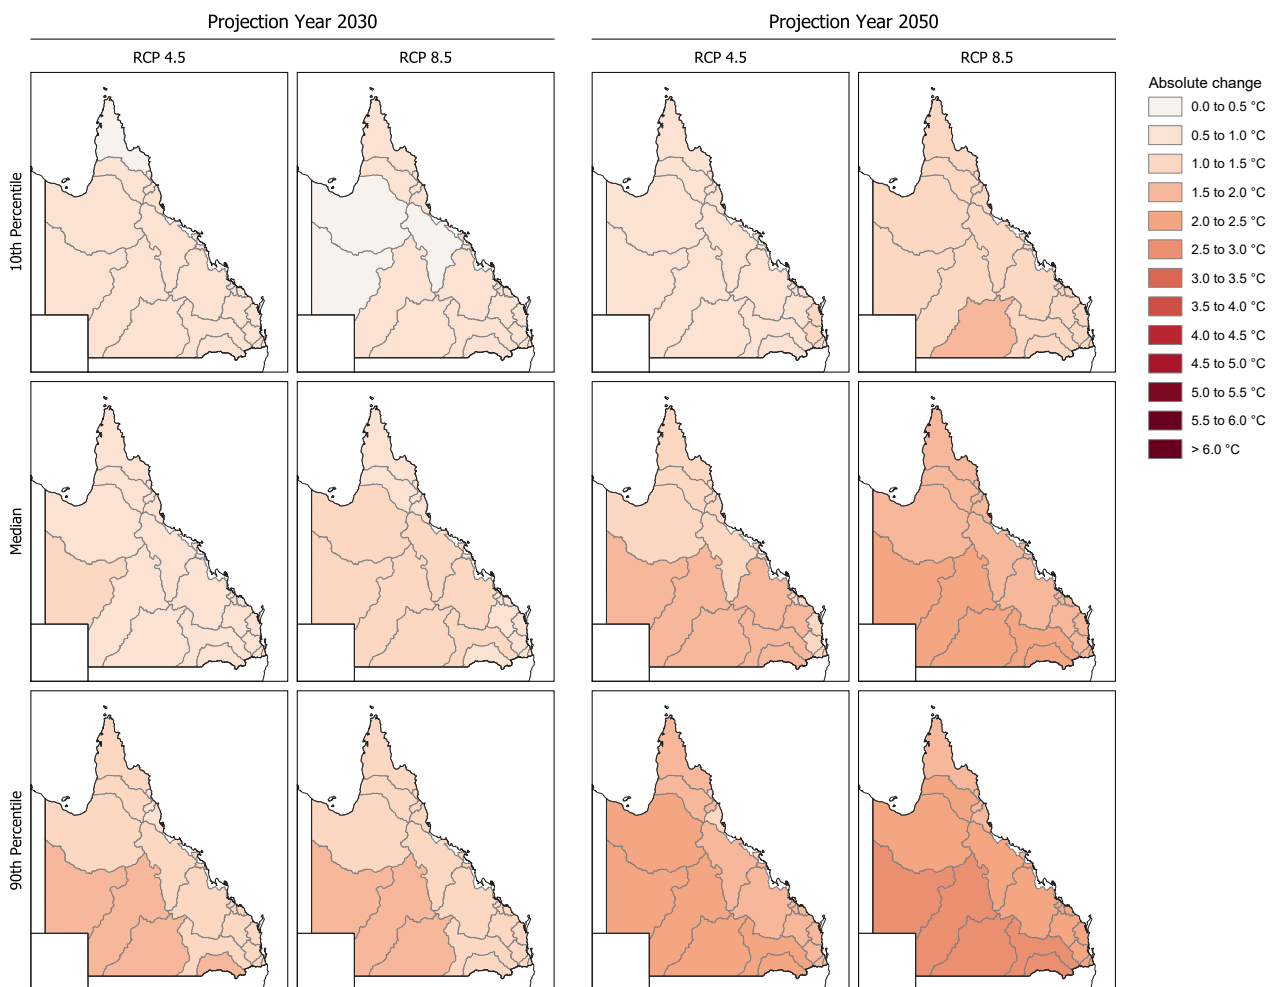 Projection Year 2030
Projection Year 2050
RCP 4.5
RCP 8.5
RCP 4.5
RCP 8.5
10th Percentile
Median
90th Percentile
Absolute change
0.0 to 0.5 °C
0.5 to 1.0 °C
1.0 to 1.5 °C
1.5 to 2.0 °C
2.0 to 2.5 °C
2.5 to 3.0 °C
3.0 to 3.5 °C
3.5 to 4.0 °C
4.0 to 4.5 °C
4.5 to 5.0 °C
5.0 to 5.5 °C
5.5 to 6.0 °C
> 6.0 °C